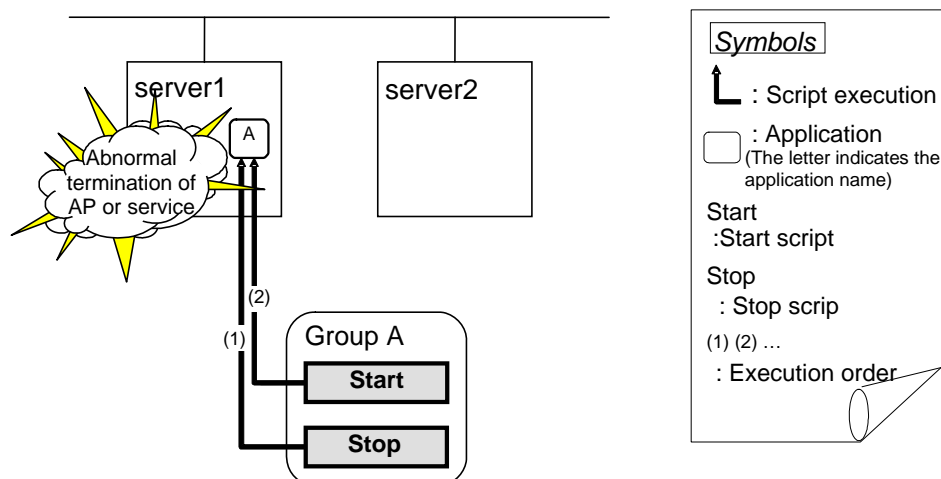 server1
server2
A
Abnormal
termination of
AP or service
(2)
(1)
Group A
Start
Stop
Symbols
: Script execution
: Application
(The letter indicates the
application name)
Start
:Start script
Stop
: Stop scrip
(1) (2) …
: Execution order